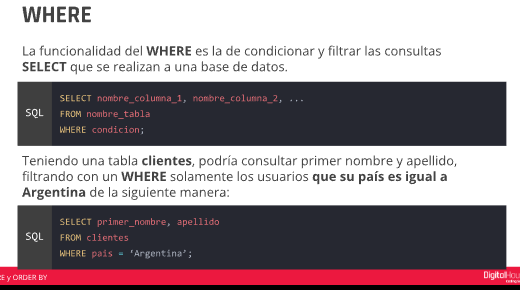 WHERE
La funcionalidad del WHERE es la de condicionar y filtrar las consultas
SELECT que se realizan a una base de datos.
SQL
SELECT nombre_columna_1, nombre_columna_2, ...
FROM nombre_tabla
WHERE condicion;
Teniendo una tabla clientes, podría consultar primer nombre y apellido,
filtrando con un WHERE solamente los usuarios que su país es igual a
Argentina de la siguiente manera:
SQL
SELECT primer_nombre, apellido
FROM clientes
WHERE pais = ‘Argentina’;
y ORDER BY